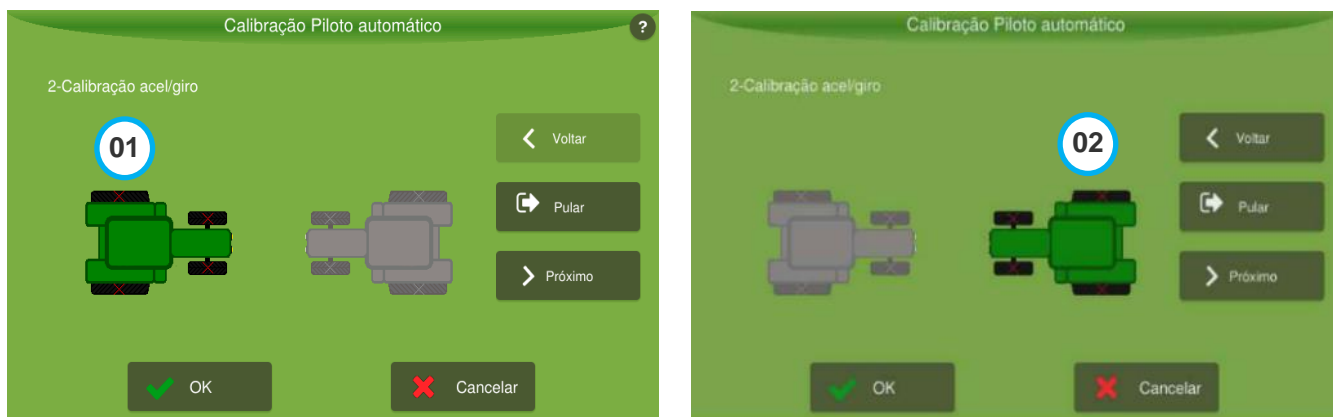 Calibração Piloto automático
?
2-Calibração acel/giro
01
Voltar
Pular
Próximo
OK
Cancelar
Calibração Piloto automático
2-Calibração acel/giro
02
Voltar
Pular
Próximo
OK
Cancelar